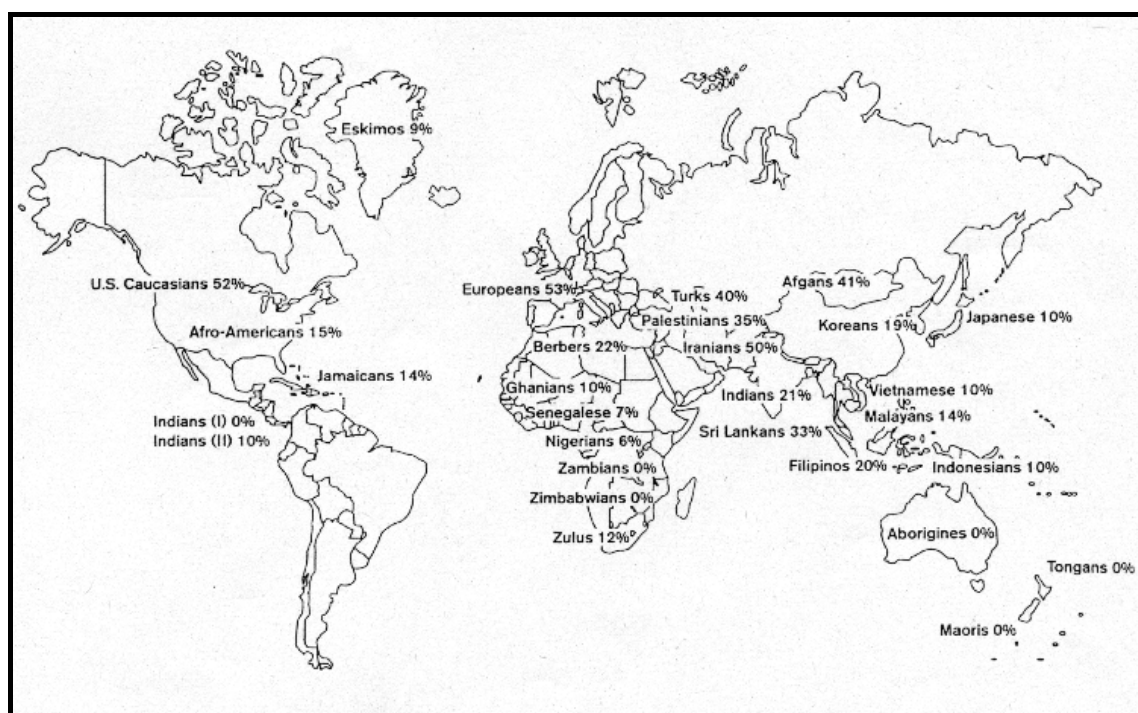 Eskimos 9%
U.S. Caucasians 52%
Afro-Americans 15%
Jamaicans 14%
Indians (I) 0%
Indians (II) 10%
Europeans 53%
Turks 40%
Palestinians 35%
Iranians 50%
Berbers 22%
Ghanians 10%
Senegalese 7%
Nigerians 6%
Zambians 0%
Zimbabwians 0%
Zulus 12%
Afgans 41%
Koreans 19%
Japanese 10%
Indians 21%
Vietnamese 10%
Malayans 14%
Sri Lankans 33%
Filipinos 20%
Indonesians 10%
Aborigines 0%
Tongans 0%
Maoris 0%